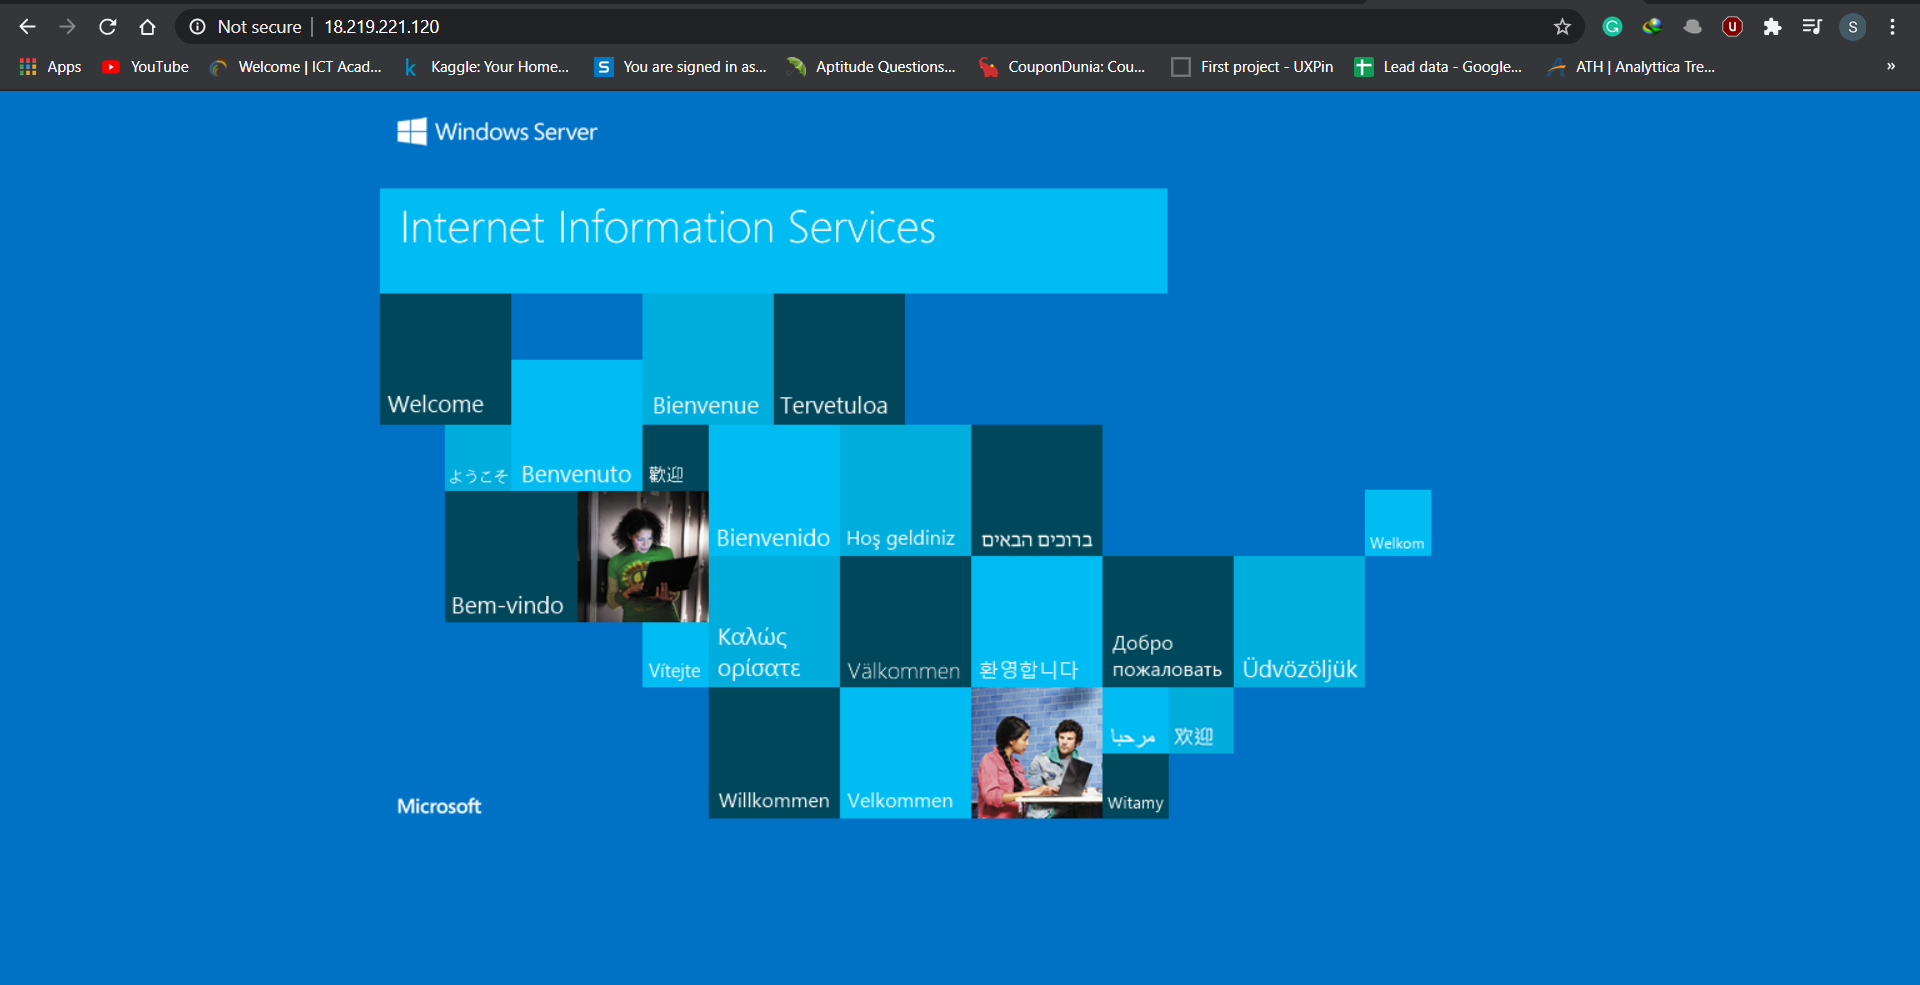 Not secure
18.219.221.120
S
Apps
YouTube
Welcome | ICT Acad...
Kaggle: Your Home...
You are signed in as...
Aptitude Questions...
CouponDunia: Cou...
First project - UXPin
Lead data - Google...
ATH | Analyttica Tre...
»
Windows Server
Internet Information Services
Welcome
Bienvenue
Tervetuloa
ようこそ
Benvenuto
歡迎
Bienvenido
Hoş geldiniz
ברוכים הבאים
Welkom
Bem-vindo
Vítejte
Καλώς
ορίσατε
Välkommen
환영합니다
Добро
пожаловать
Üdvözöljük
مرحبا
欢迎
Microsoft
Willkommen
Velkommen
Witamy